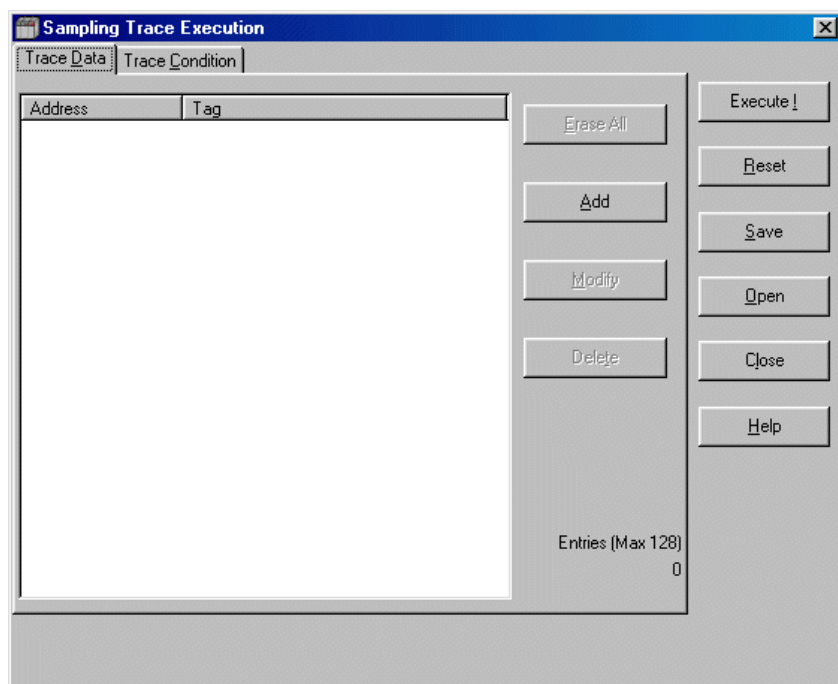 Sampling Trace Execution
Trace Data
Trace Condition
Address
Tag
Erase All
Add
Modify
Delete
Entries (Max 128)
0
Execute !
Reset
Save
Open
Close
Help